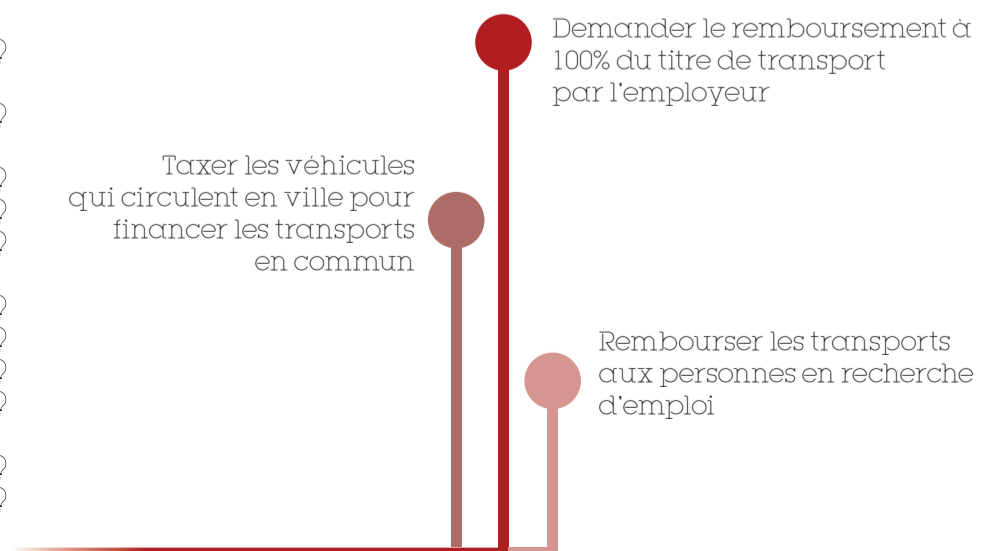 Demander le remboursement à
100% du titre de transport
par l'employeur
Taxer les véhicules
qui circulent en ville pour
financer les transports
en commun
Rembourser les transports
aux personnes en recherche
d'emploi